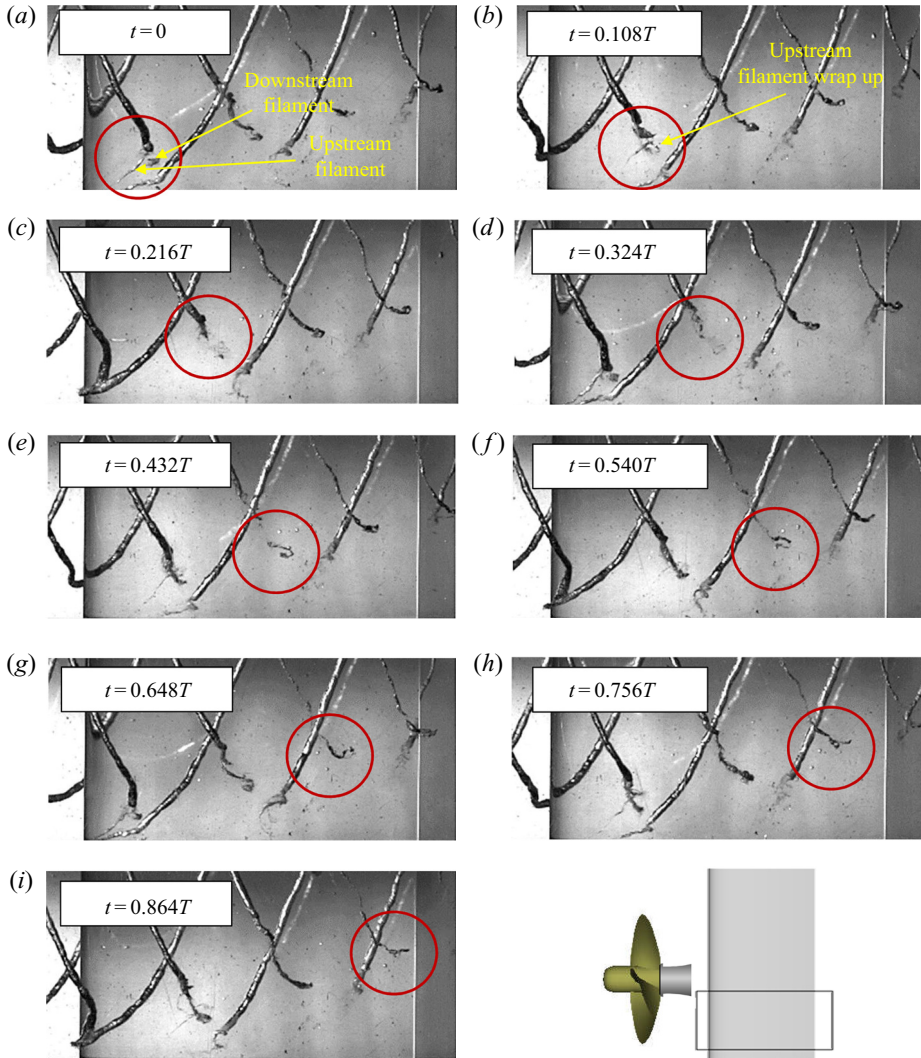 (a)
t = 0
Downstream
filament
Upstream
filament
(b)
t = 0.108T
Upstream
filament wrap up
(c)
t = 0.216T
(d)
t = 0.324T
(e)
t = 0.432T
(f)
t = 0.540T
(g)
t = 0.648T
(h)
t = 0.756T
(i)
t = 0.864T